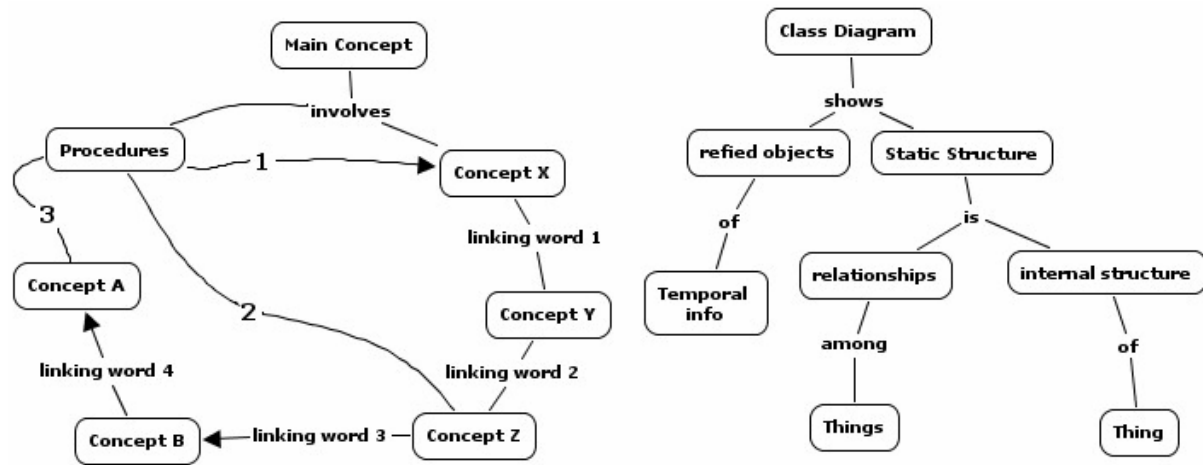 Main Concept
involves
Procedures
1
Concept X
3
linking word 1
Concept A
2
Concept Y
linking word 4
linking word 2
Concept B
linking word 3
Concept Z
Class Diagram
shows
refied objects
Static Structure
of
is
Temporal
info
relationships
internal structure
among
of
Things
Thing